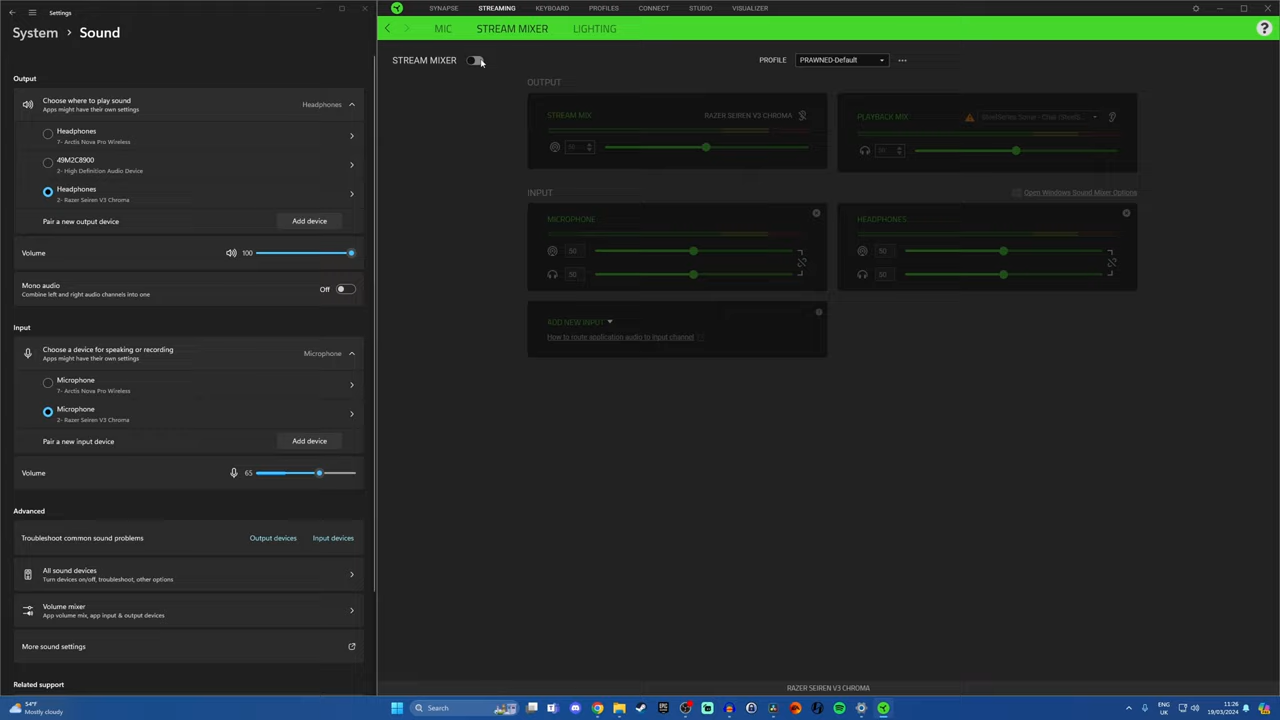 Settings
System > Sound
Output
Choose where to play sound
Apps might have their own settings
Headphones
Headphones
7- Arctis Nova Pro Wireless
49M2C8900
2- High Definition Audio Device
Headphones
2- Razer Seiren V3 Chroma
Pair a new output device
Add device
Volume
100
Mono audio
Combine left and right audio channels into one
Off
Input
Choose a device for speaking or recording
Apps might have their own settings
Microphone
Microphone
7- Arctis Nova Pro Wireless
Microphone
2- Razer Seiren V3 Chroma
Pair a new input device
Add device
Volume
65
Advanced
Troubleshoot common sound problems
Output devices
Input devices
All sound devices
Turn devices on/off, troubleshoot, other options
Volume mixer
App volume mix, app input & output devices
More sound settings
Related support
SYNAPSE STREAMING KEYBOARD PROFILES CONNECT STUDIO VISUALIZER
MIC STREAM MIXER LIGHTING
STREAM MIXER
PROFILE PRAWNED-Default
OUTPUT
STREAM MIX
RAZER SEIREN V3 CHROMA
PLAYBACK MIX
INPUT
Open Windows Sound Mixer Options
MICROPHONE
50
50
HEADPHONES
50
50
ADD NEW INPUT
How to route application audio to input channel
RAZER SEIREN V3 CHROMA
54°F
Mostly cloudy
Search
ENG
UK
11:26
19/03/2024